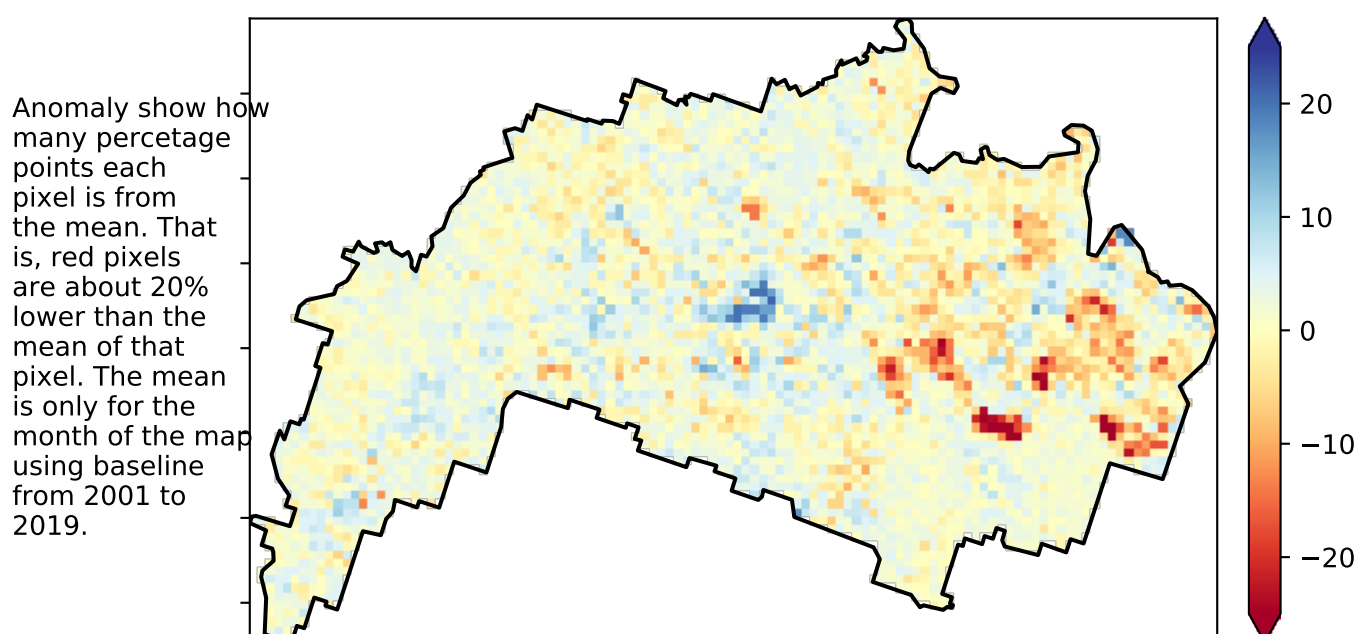 Anomaly show how
many percetage
points each
pixel is from
the mean. That
is, red pixels
are about 20%
lower than the
mean of that
pixel. The mean
is only for the
month of the map
using baseline
from 2001 to
2019.
20
10
0
−10
−20